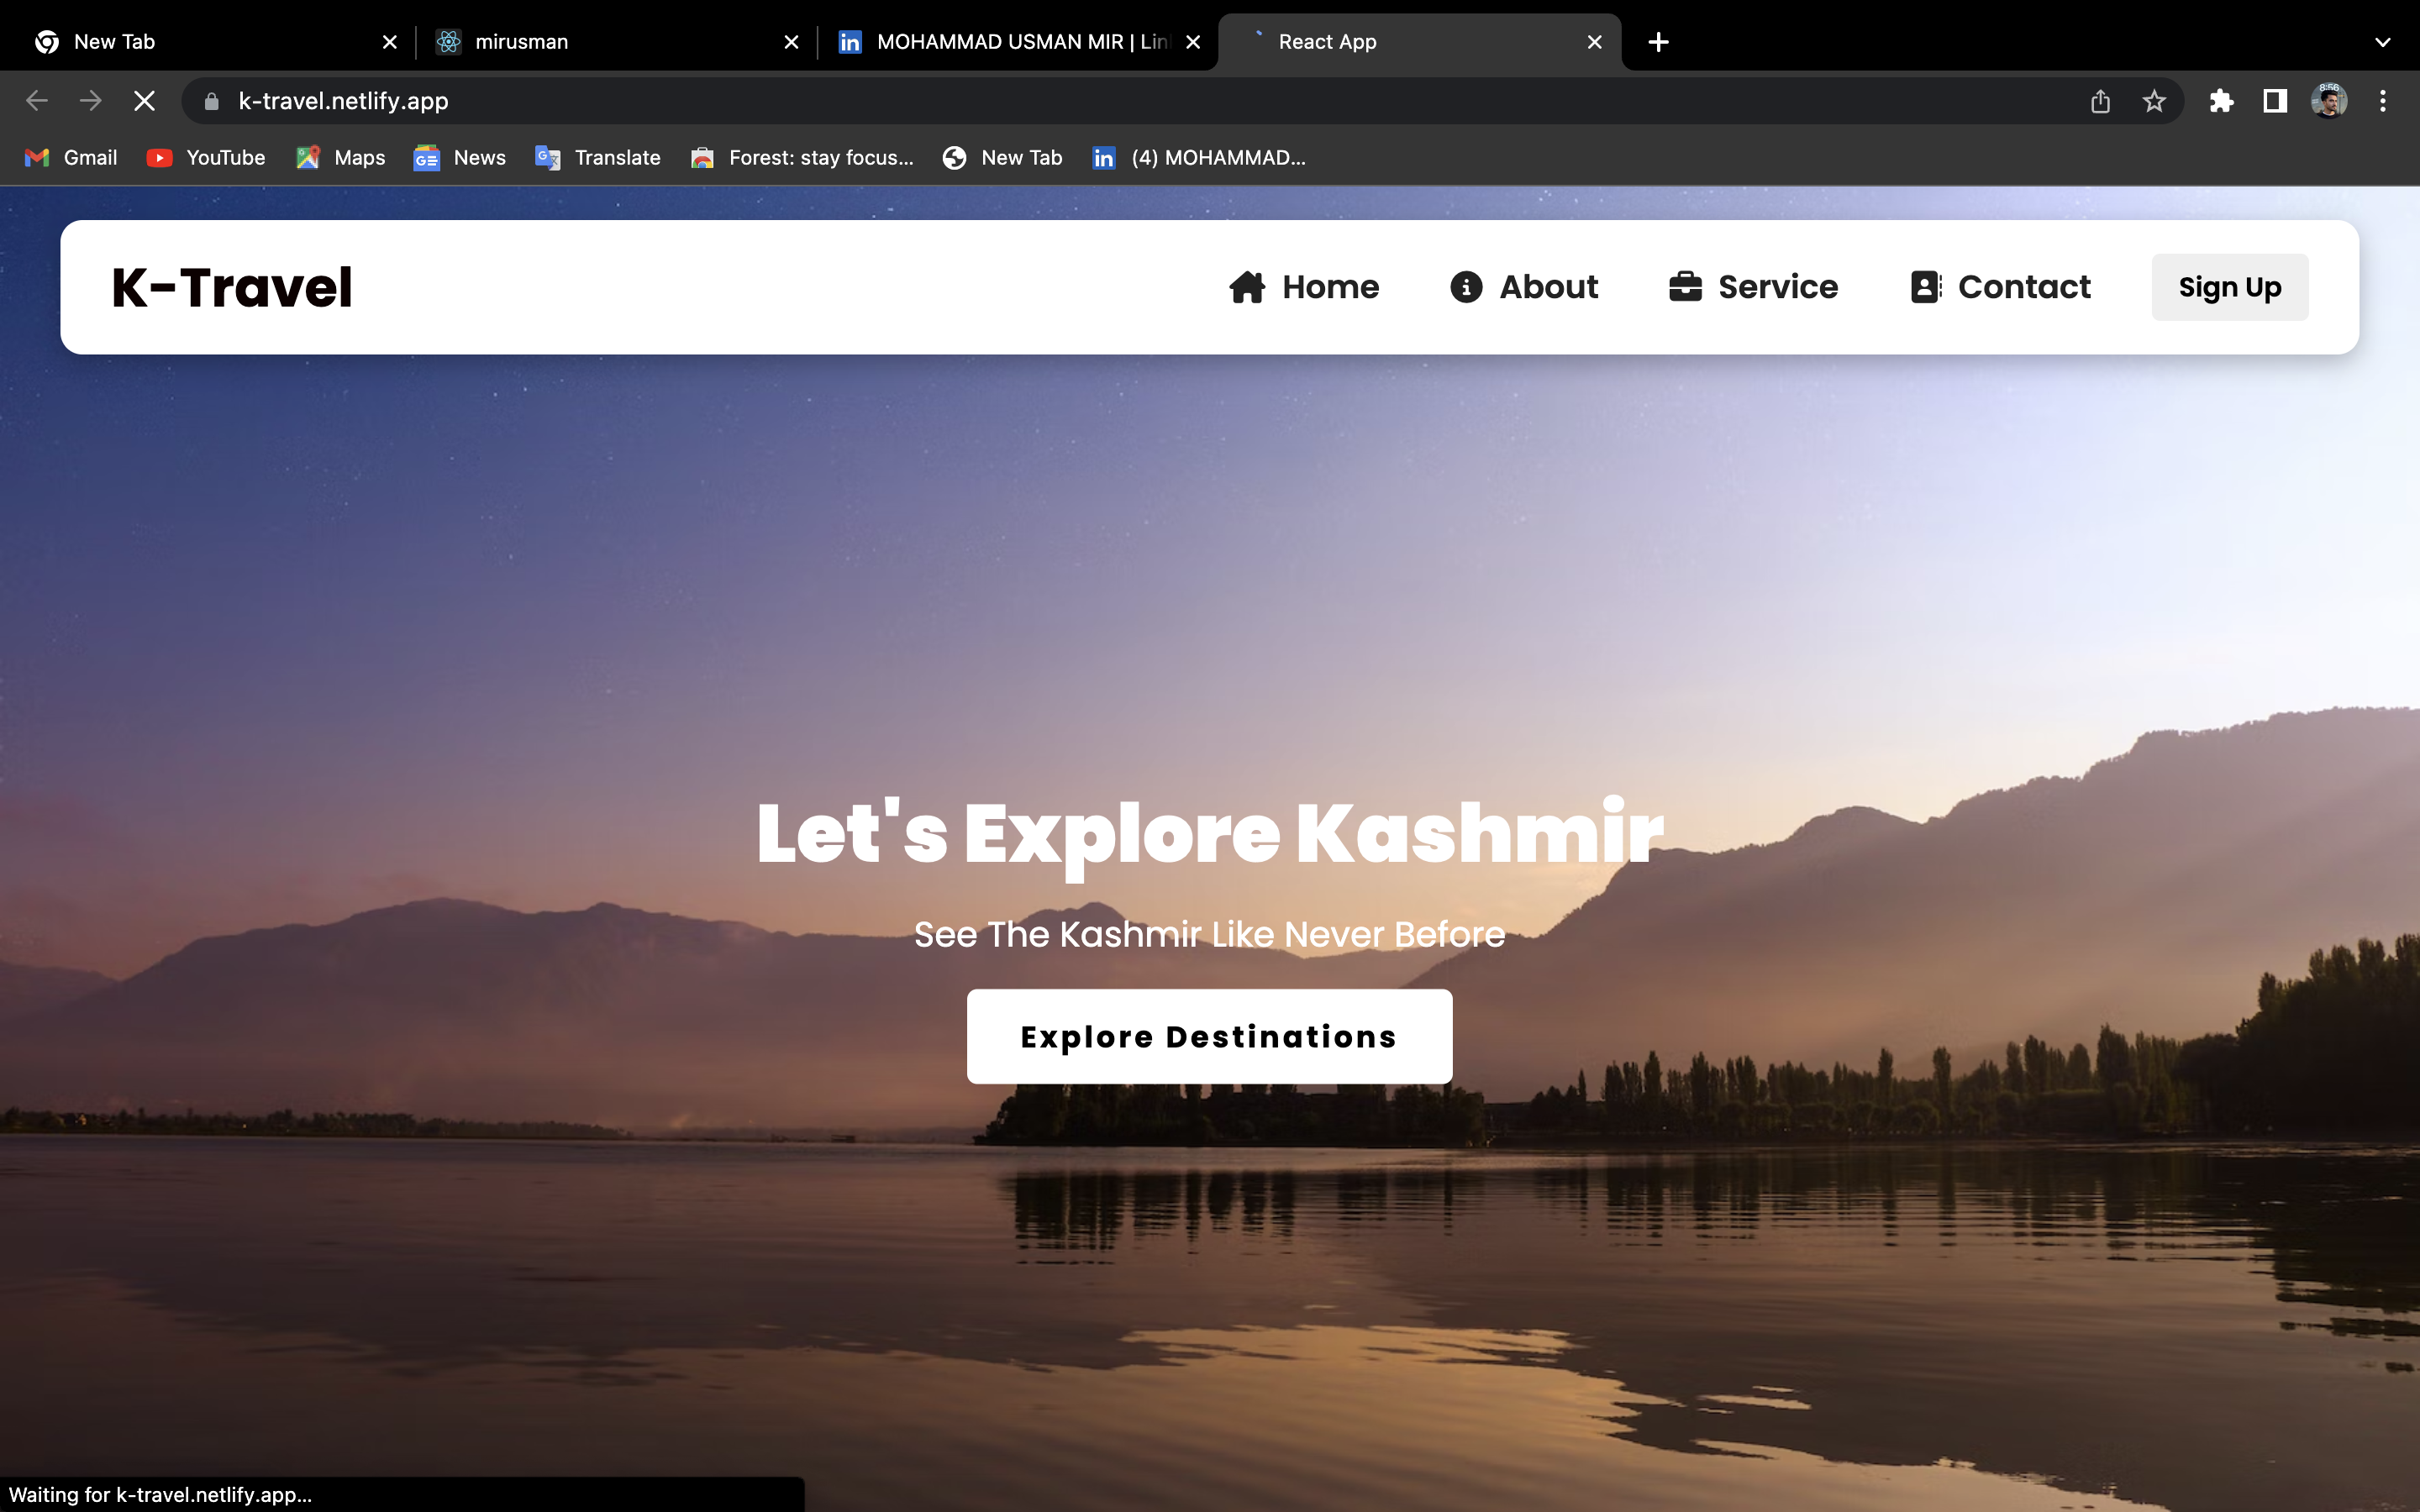 New Tab
mirusman
MOHAMMAD USMAN MIR | Lin
React App
k-travel.netlify.app
8:56
Gmail
YouTube
Maps
News
Translate
Forest: stay focus...
New Tab
(4) MOHAMMAD...
K-Travel
Home
About
Service
Contact
Sign Up
Let's Explore Kashmir
See The Kashmir Like Never Before
Explore Destinations
Waiting for k-travel.netlify.app...